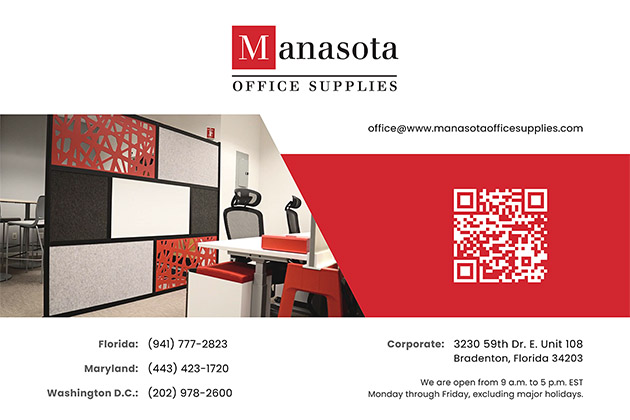 Manasota
OFFICE SUPPLIES
office@www.manasotaofficesupplies.com
Florida: (941) 777-2823
Maryland: (443) 423-1720
Washington D.C.: (202) 978-2600
Corporate: 3230 59th Dr. E. Unit 108
Bradenton, Florida 34203
We are open from 9 a.m. to 5 p.m. EST
Monday through Friday, excluding major holidays.